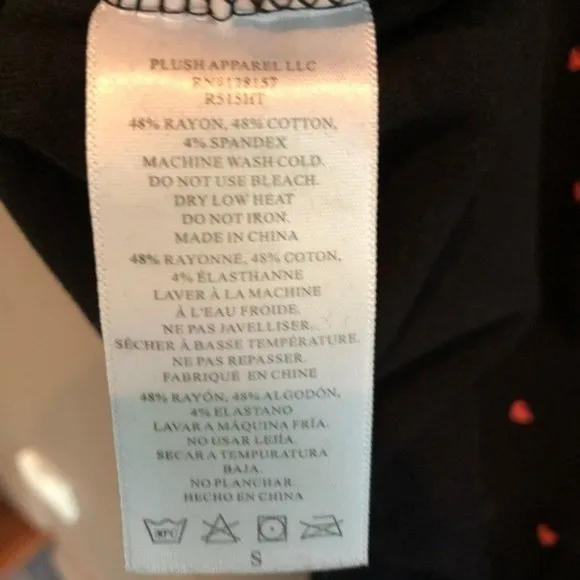 PLUSH APPAREL LLC
RN#128157
R515HT
48% RAYON, 48% COTTON,
4% SPANDEX
MACHINE WASH COLD.
DO NOT USE BLEACH.
DRY LOW HEAT
DO NOT IRON.
MADE IN CHINA
48% RAYONNE, 48% COTON,
4% ÉLASTHANNE
LAVER À LA MACHINE
À L'EAU FROIDE.
NE PAS JAVELLISER.
SÉCHER À BASSE TEMPÉRATURE.
NE PAS REPASSER.
FABRIQUÉ EN CHINE
48% RAYÓN, 48% ALGODÓN,
4% ELASTANO
LAVAR A MÁQUINA FRÍA.
NO USAR LEJÍA.
SECAR A TEMPURATURA
BAJA.
NO PLANCHAR.
HECHO EN CHINA
S